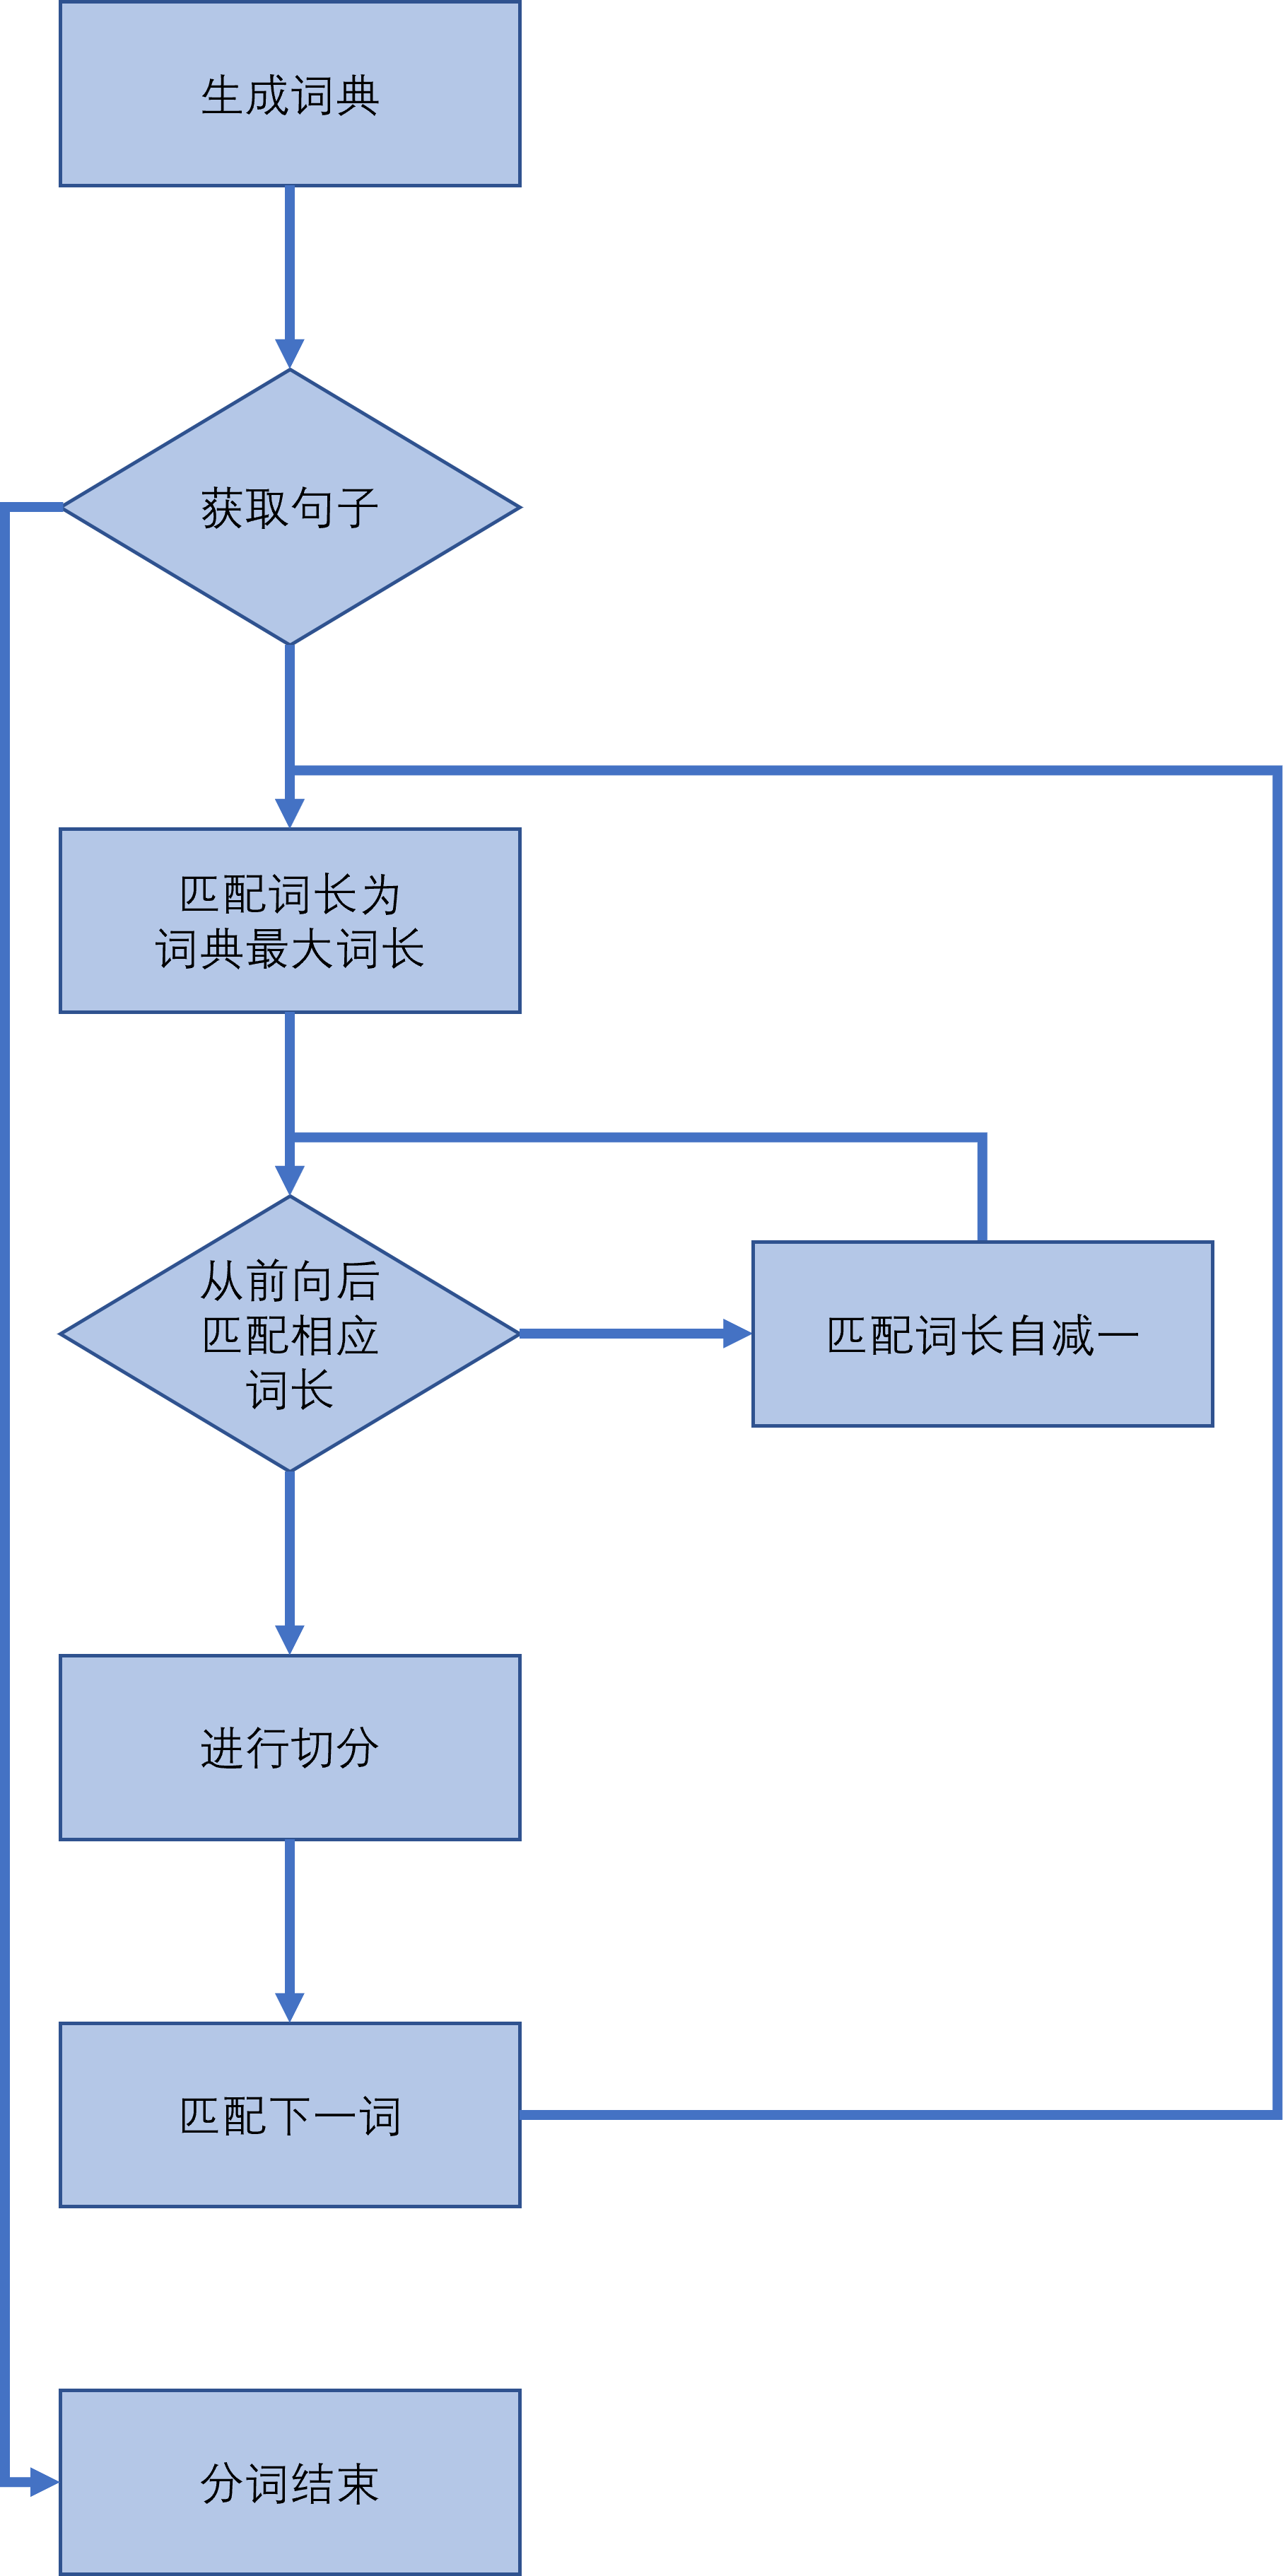 生成词典
获取句子
匹配词长为
词典最大词长
从前向后
匹配相应
词长
匹配词长自减一
进行切分
匹配下一词
分词结束